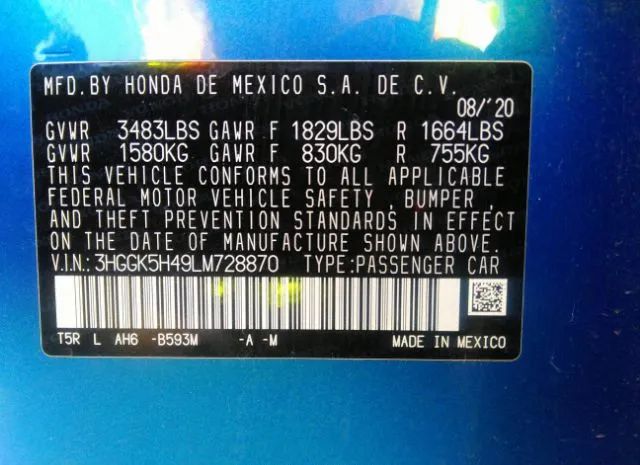 MFD. BY HONDA DE MEXICO S.A. DE C.V.
08/'20
GVWR 3483LBS GAWR F 1829LBS R 1664LBS
GVWR 1580KG GAWR F 830KG R 755KG
THIS VEHICLE CONFORMS TO ALL APPLICABLE
FEDERAL MOTOR VEHICLE SAFETY , BUMPER ,
AND THEFT PREVENTION STANDARDS IN EFFECT
ON THE DATE OF MANUFACTURE SHOWN ABOVE.
V.I.N.: 3HGGK5H49LM728870 TYPE:PASSENGER CAR
T5R L AH6 -B593M -A -M MADE IN MEXICO